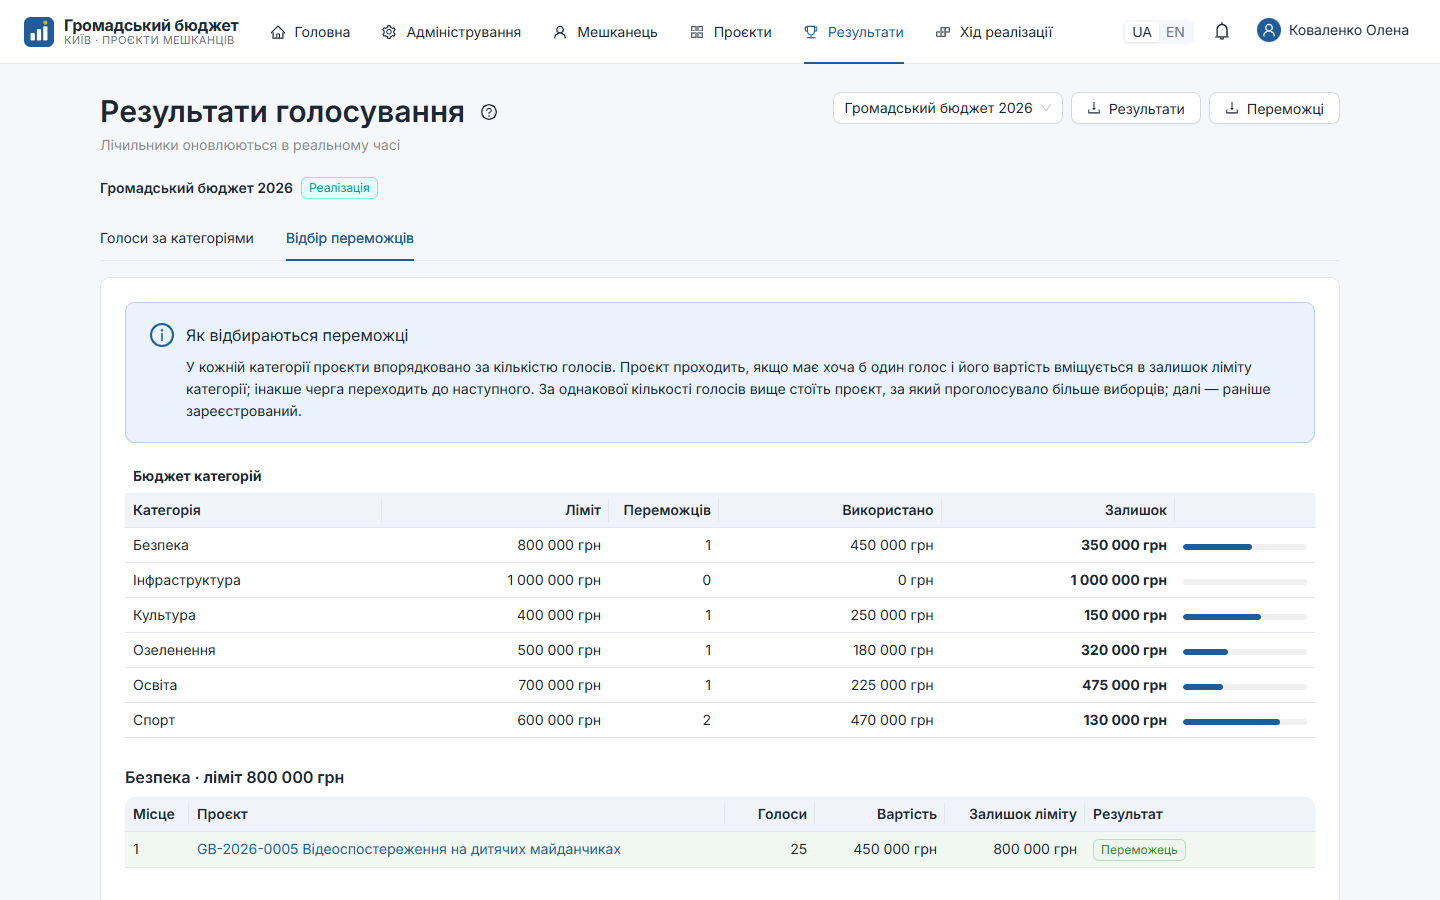 Громадський бюджет
КИЇВ · ПРОЄКТИ МЕШКАНЦІВ
Головна
Адміністрування
Мешканець
Проєкти
Результати
Хід реалізації
UA EN
Коваленко Олена
Результати голосування
Лічильники оновлюються в реальному часі
Громадський бюджет 2026
Результати
Переможці
Громадський бюджет 2026 Реалізація
Голоси за категоріями Відбір переможців
Як відбираються переможці
У кожній категорії проєкти впорядковано за кількістю голосів. Проєкт проходить, якщо має хоча б один голос і його вартість вміщується в залишок ліміту
категорії; інакше черга переходить до наступного. За однакової кількості голосів вище стоїть проєкт, за який проголосувало більше виборців; далі — раніше
зареєстрований.
Бюджет категорій
Категорія Ліміт Переможців Використано Залишок
Безпека 800 000 грн 1 450 000 грн 350 000 грн
Інфраструктура 1 000 000 грн 0 0 грн 1 000 000 грн
Культура 400 000 грн 1 250 000 грн 150 000 грн
Озеленення 500 000 грн 1 180 000 грн 320 000 грн
Освіта 700 000 грн 1 225 000 грн 475 000 грн
Спорт 600 000 грн 2 470 000 грн 130 000 грн
Безпека · ліміт 800 000 грн
Місце Проєкт Голоси Вартість Залишок ліміту Результат
1 GB-2026-0005 Відеоспостереження на дитячих майданчиках 25 450 000 грн 800 000 грн Переможець